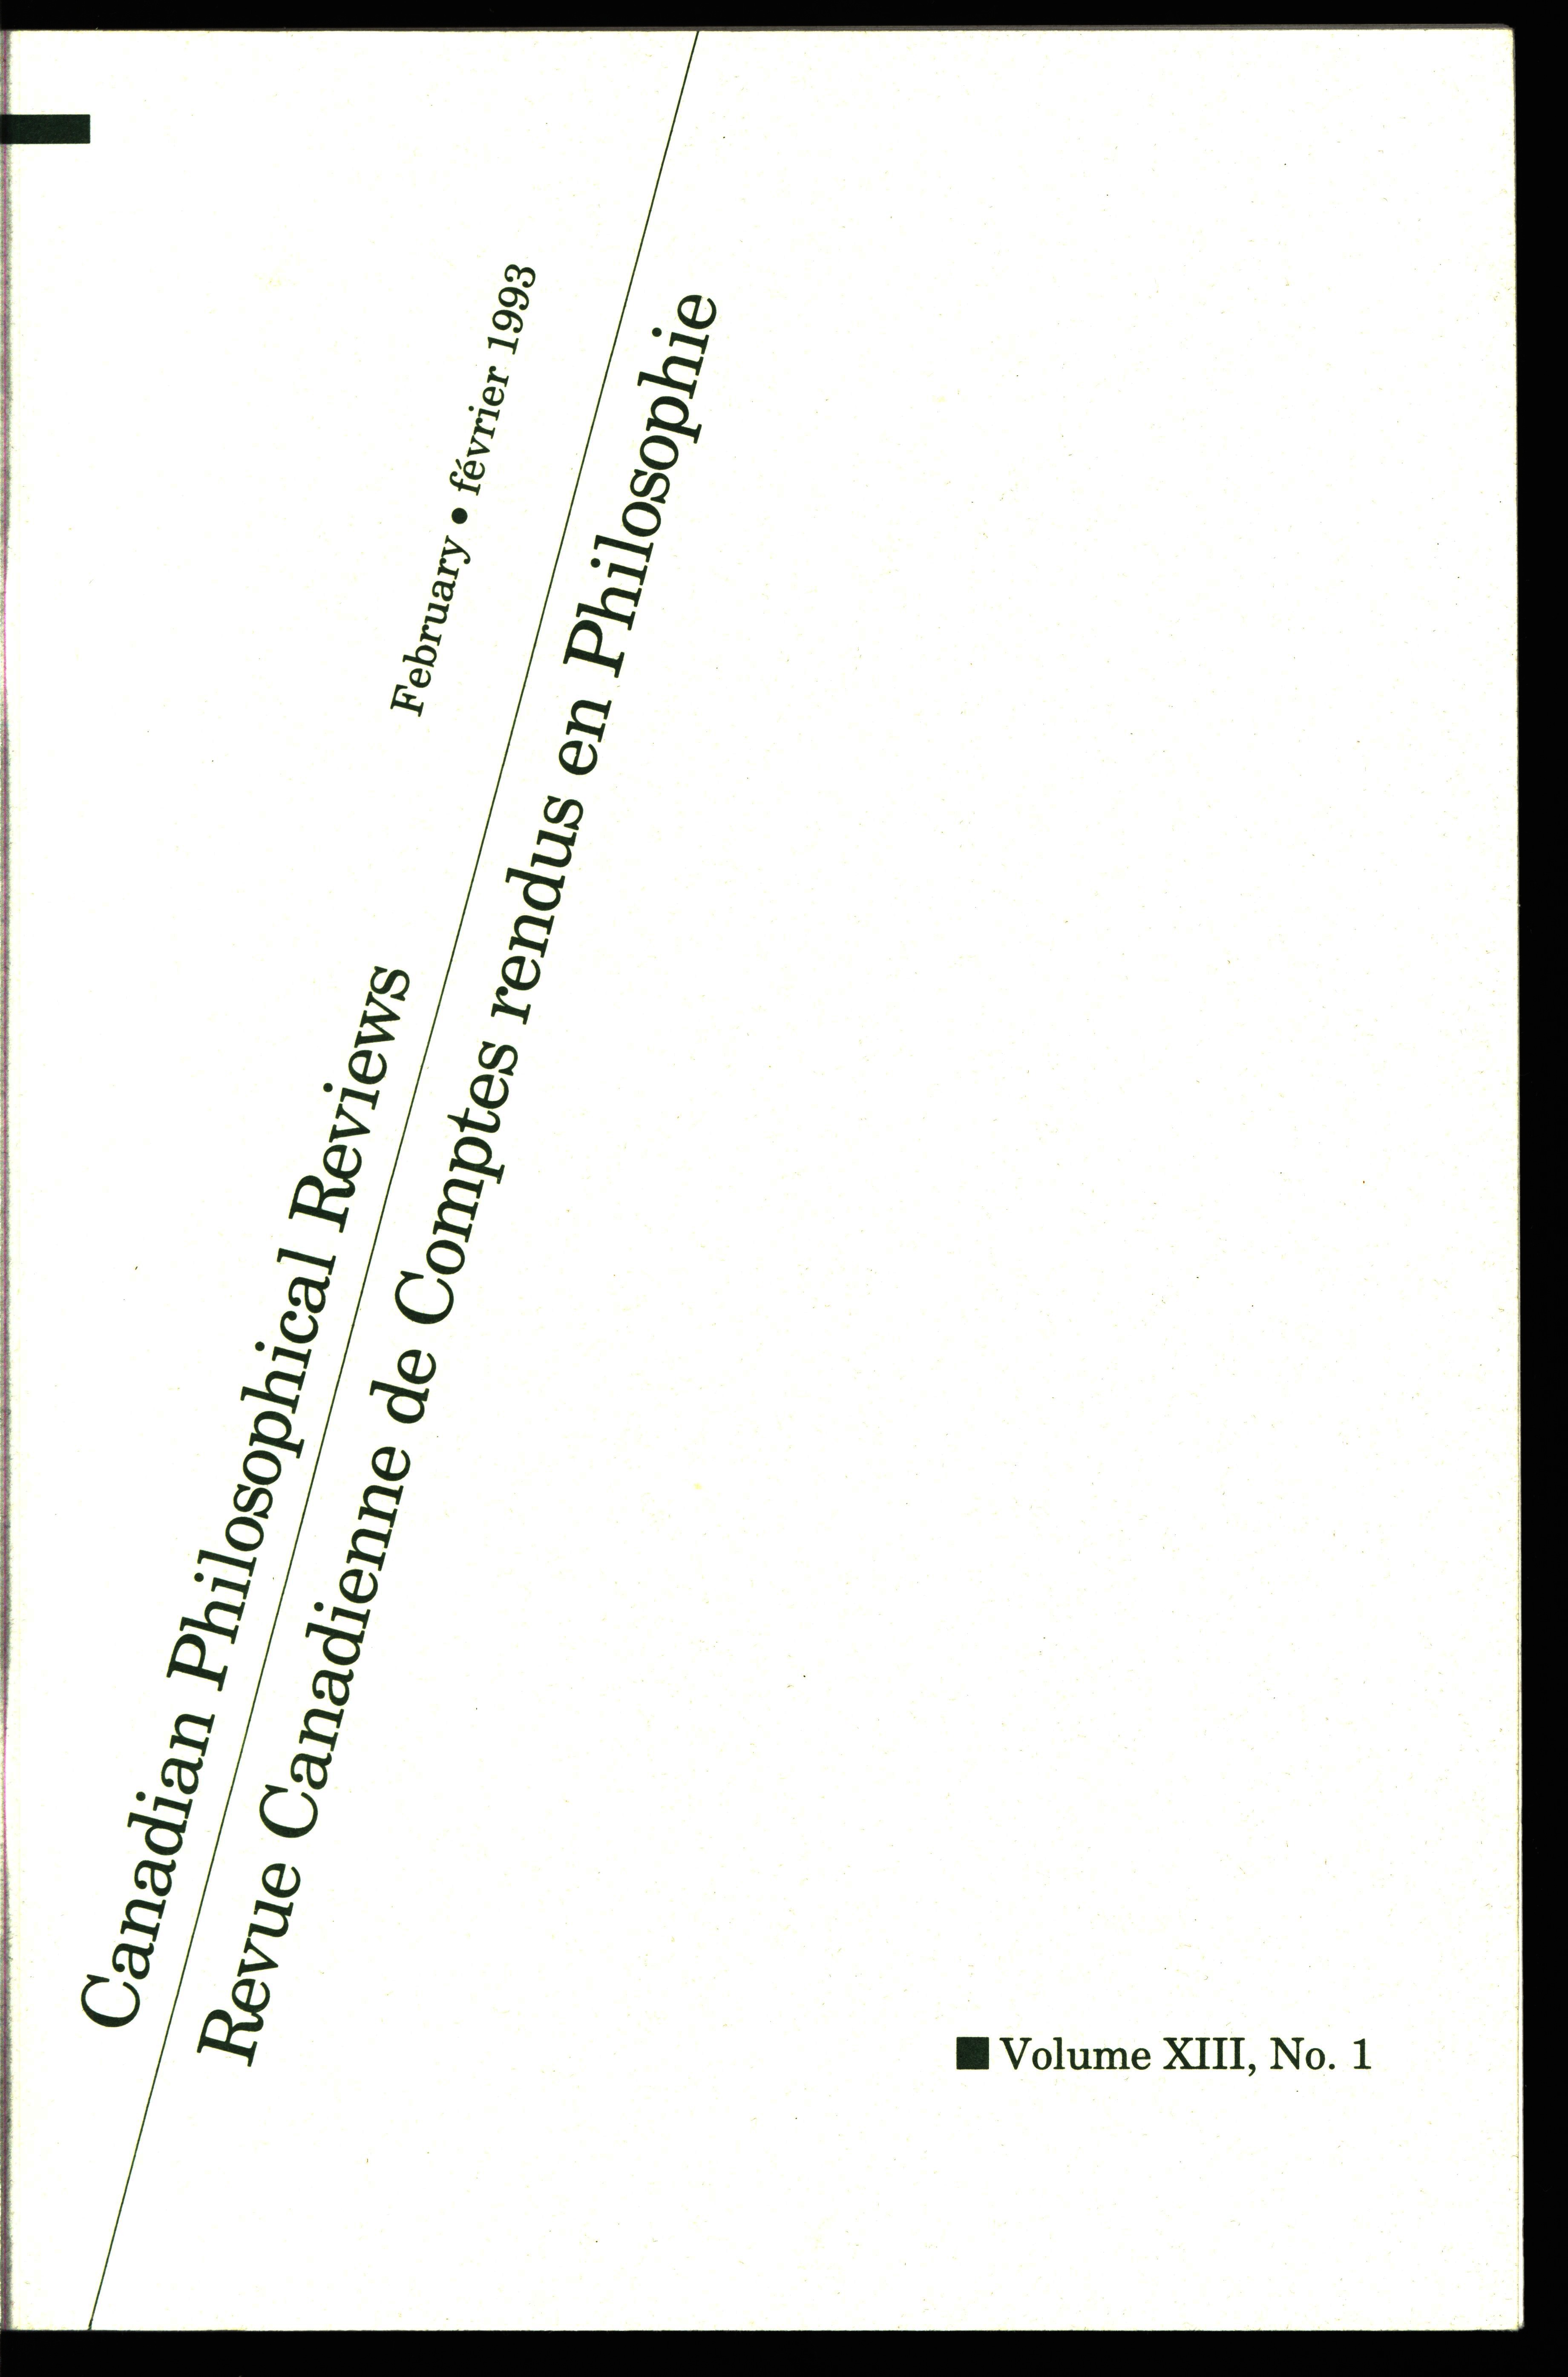 Canadian Philosophical Reviews
February • février 1993
Revue Canadienne de Comptes rendus en Philosophie
■ Volume XIII, No. 1